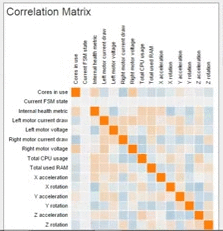 Correlation Matrix
Cores in use
Current FSM state
Internal health metric
Left motor current draw
Left motor voltage
Right motor current draw
Right motor voltage
Total CPU usage
Total used RAM
X acceleration
X rotation
Y acceleration
Y rotation
Z acceleration
Z rotation
Cores in use
Current FSM state
Internal health metric
Left motor current draw
Left motor voltage
Right motor current draw
Right motor voltage
Total CPU usage
Total used RAM
X acceleration
X rotation
Y acceleration
Y rotation
Z acceleration
Z rotation